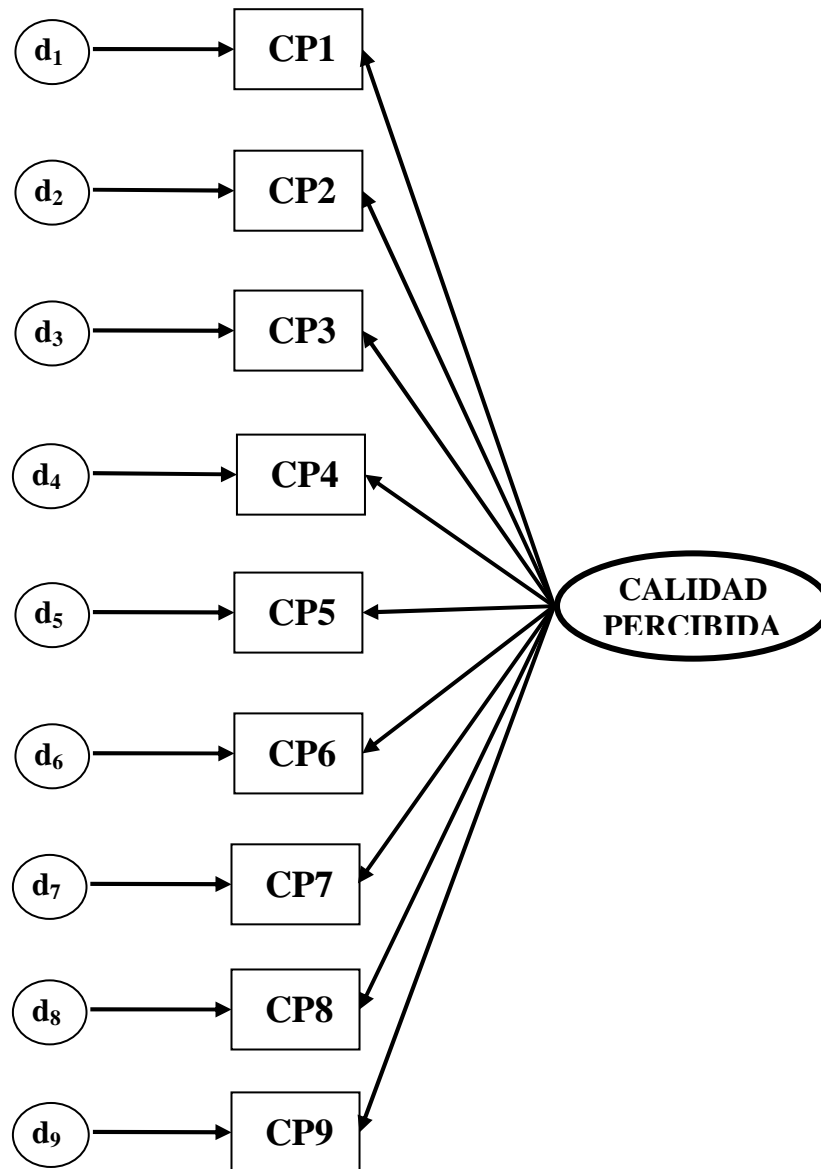 d₁ CP1
d₂ CP2
d₃ CP3
d₄ CP4
d₅ CP5
CALIDAD
PERCIBIDA
d₆ CP6
d₇ CP7
d₈ CP8
d₉ CP9